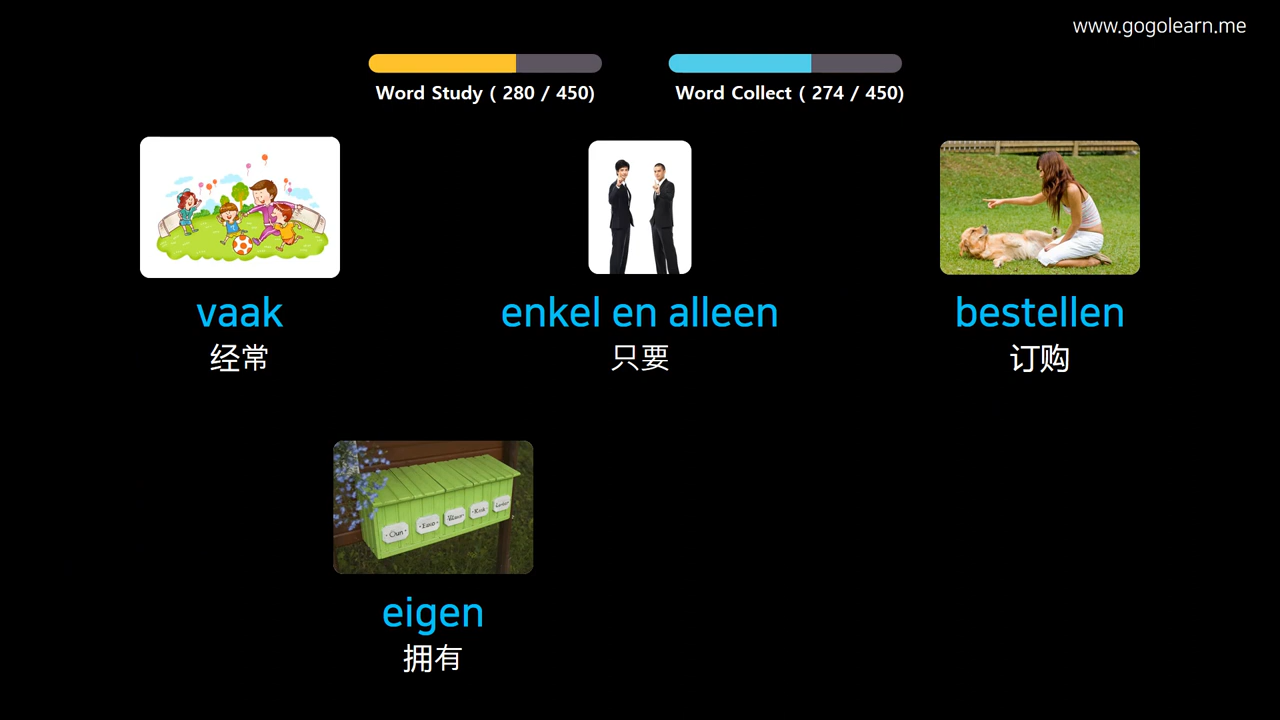 www.gogolearn.me
Word Study ( 280 / 450)
Word Collect ( 274 / 450)
vaak
经常
enkel en alleen
只要
bestellen
订购
eigen
拥有